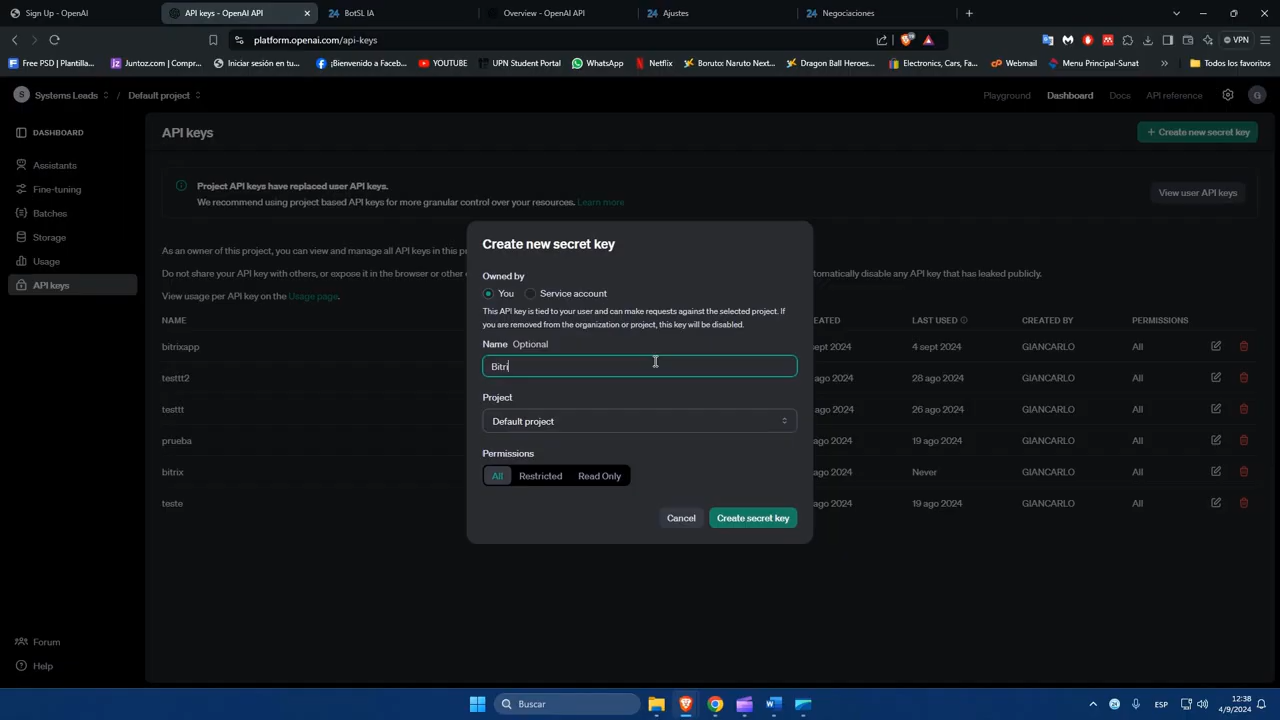 Sign Up - OpenAI
API keys - OpenAI API
24 BotSL IA
Overview - OpenAI API
24 Ajustes
24 Negociaciones
platform.openai.com/api-keys
VPN
Free PSD | Plantilla...
Juntoz.com | Compr...
Iniciar sesión en tu...
¡Bienvenido a Faceb...
YOUTUBE
UPN Student Portal
WhatsApp
Netflix
Boruto: Naruto Next...
Dragon Ball Heroes...
Electronics, Cars, Fa...
Webmail
Menu Principal-Sunat
Todos los favoritos
S Systems Leads / Default project
Playground
Dashboard
Docs
API reference
G
DASHBOARD
Assistants
Fine-tuning
Batches
Storage
Usage
API keys
Forum
Help
API keys
+ Create new secret key
Project API keys have replaced user API keys.
We recommend using project based API keys for more granular control over your resources. Learn more
View user API keys
As an owner of this project, you can view and manage all API keys in this p
Do not share your API key with others, or expose it in the browser or other
utomatically disable any API key that has leaked publicly.
View usage per API key on the Usage page.
NAME EATED LAST USED CREATED BY PERMISSIONS
bitrixapp sept 2024 4 sept 2024 GIANCARLO All
testtt2 ago 2024 28 ago 2024 GIANCARLO All
testtt ago 2024 26 ago 2024 GIANCARLO All
prueba ago 2024 19 ago 2024 GIANCARLO All
bitrix ago 2024 Never GIANCARLO All
teste ago 2024 19 ago 2024 GIANCARLO All
Create new secret key
Owned by
You
Service account
This API key is tied to your user and can make requests against the selected project. If
you are removed from the organization or project, this key will be disabled.
Name Optional
Bitri
Project
Default project
Permissions
All
Restricted
Read Only
Cancel
Create secret key
Buscar
ESP
12:38
4/9/2024